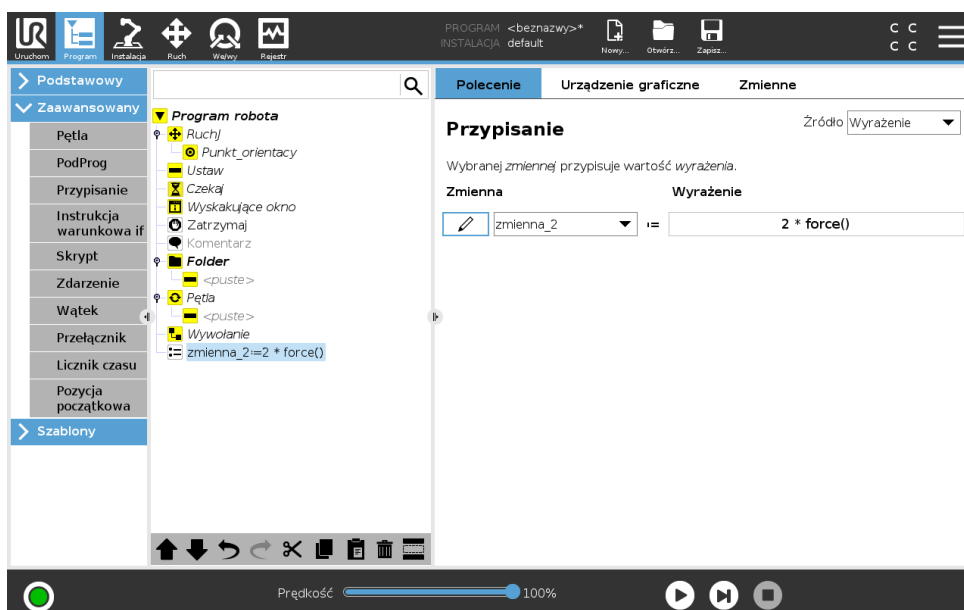 UR
PROGRAM <beznazwy>*
INSTALACJA default
C C
C C
Uruchom Program Instalacja Ruch We/wy Rejestr
Nowy... Otwórz... Zapisz...
Podstawowy
Zaawansowany
Pętla
PodProg
Przypisanie
Instrukcja
warunkowa if
Skrypt
Zdarzenie
Wątek
Przełącznik
Licznik czasu
Pozycja
początkowa
Szablony
Program robota
RuchJ
Punkt_orientacy
Ustaw
Czekaj
Wyskakujące okno
Zatrzymaj
Komentarz
Folder
<puste>
Pętla
<puste>
Wywołanie
zmienna_2:=2 * force()
Polecenie Urządzenie graficzne Zmienne
Przypisanie
Źródło Wyrażenie
Wybranej zmiennej przypisuje wartość wyrażenia.
Zmienna Wyrażenie
zmienna_2 := 2 * force()
Prędkość 100%